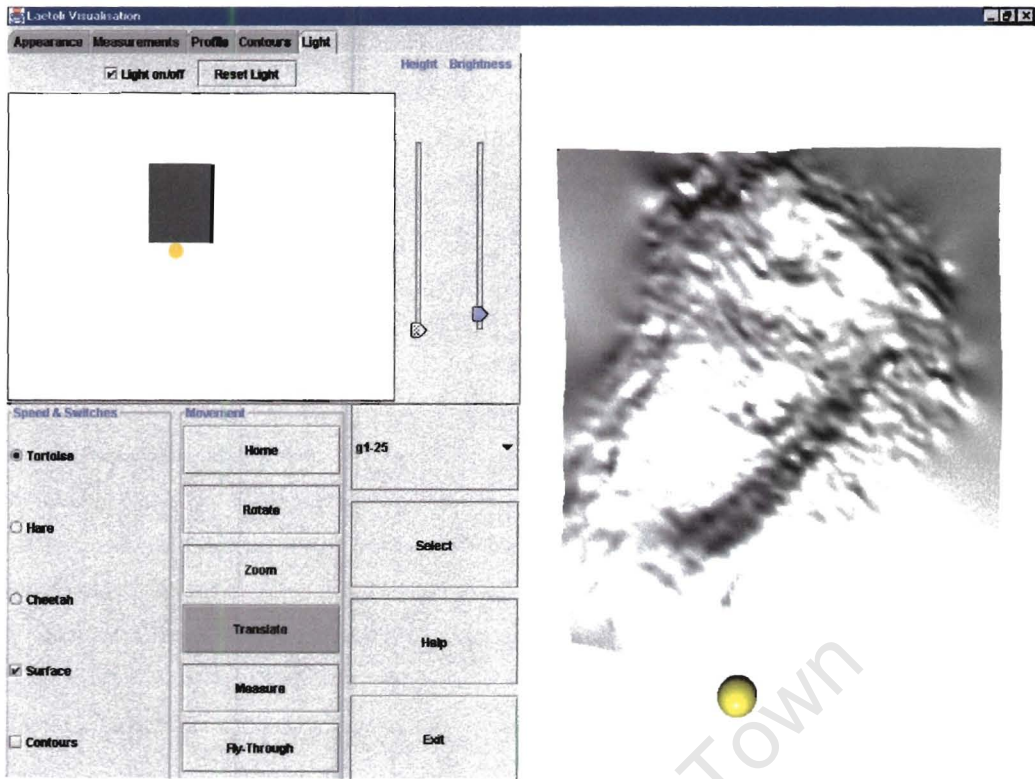 Laetoli Visualisation
Appearance Measurements Profile Contours Light
Light on/off Reset Light
Height Brightness
Speed & Switches
Tortoise
Hare
Cheetah
Surface
Contours
Movement
Home
Rotate
Zoom
Translate
Measure
Fly-Through
g1-25
Select
Help
Exit
Town